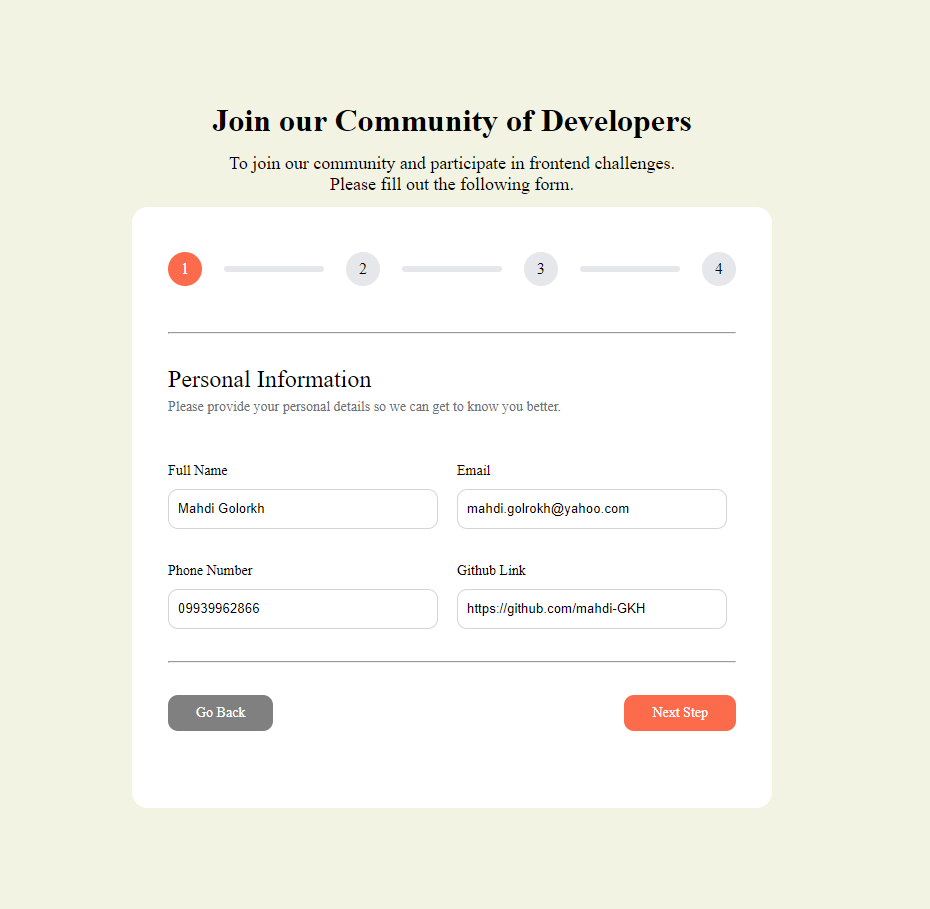 Join our Community of Developers
To join our community and participate in frontend challenges.
Please fill out the following form.
1 2 3 4
Personal Information
Please provide your personal details so we can get to know you better.
Full Name Email
Mahdi Golorkh mahdi.golrokh@yahoo.com
Phone Number Github Link
09939962866 https://github.com/mahdi-GKH
Go Back Next Step